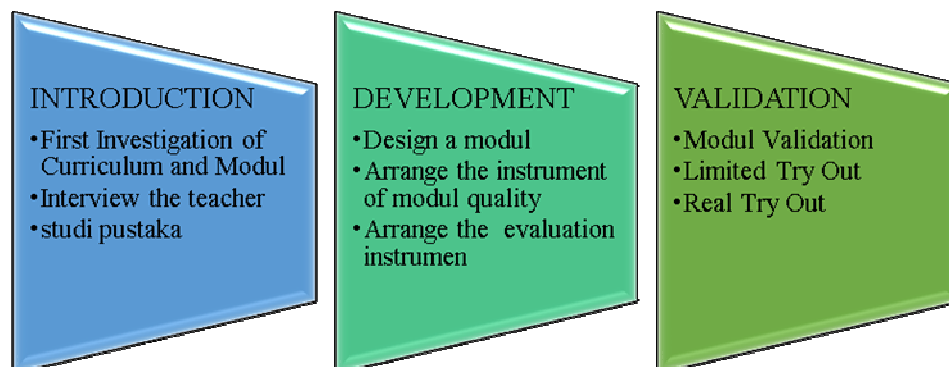 INTRODUCTION
•First Investigation of
Curriculum and Modul
•Interview the teacher
•studi pustaka
DEVELOPMENT
•Design a modul
•Arrange the instrument
of modul quality
•Arrange the evaluation
instrumen
VALIDATION
•Modul Validation
•Limited Try Out
•Real Try Out